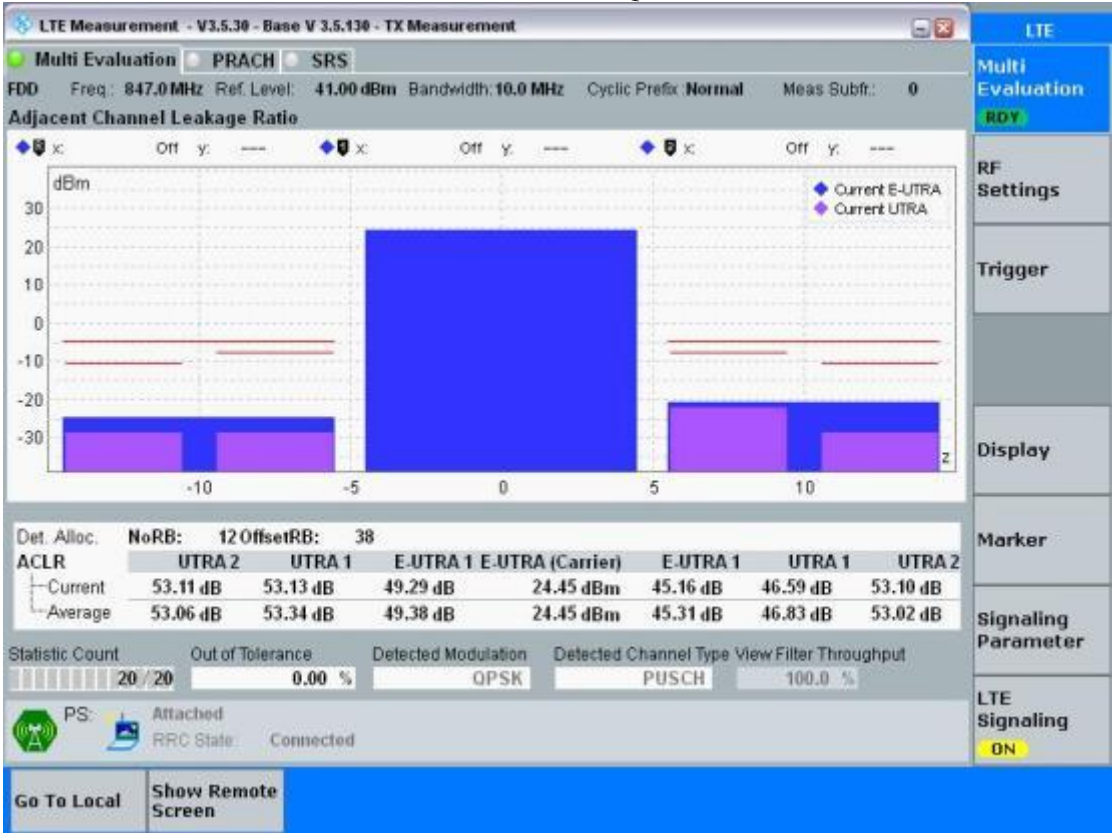 LTE Measurement - V3.5.30 - Base V 3.5.130 - TX Measurement
LTE
Multi Evaluation PRACH SRS
Multi Evaluation
RDY
FDD Freq.: 847.0 MHz Ref. Level: 41.00 dBm Bandwidth: 10.0 MHz Cyclic Prefix: Normal Meas Subfr.: 0
Adjacent Channel Leakage Ratio
x: Off y: --- x: Off y: --- x: Off y: ---
dBm
Current E-UTRA
Current UTRA
30
20
10
0
-10
-20
-30
z
-10 -5 0 5 10
RF Settings
Trigger
Display
Marker
Signaling Parameter
LTE Signaling
ON
Det. Alloc. NoRB: 12 OffsetRB: 38
ACLR UTRA 2 UTRA 1 E-UTRA 1 E-UTRA (Carrier) E-UTRA 1 UTRA 1 UTRA 2
Current 53.11 dB 53.13 dB 49.29 dB 24.45 dBm 45.16 dB 46.59 dB 53.10 dB
Average 53.06 dB 53.34 dB 49.38 dB 24.45 dBm 45.31 dB 46.83 dB 53.02 dB
Statistic Count Out of Tolerance Detected Modulation Detected Channel Type View Filter Throughput
20 / 20 0.00 % QPSK PUSCH 100.0 %
PS: Attached
RRC State: Connected
Go To Local
Show Remote Screen